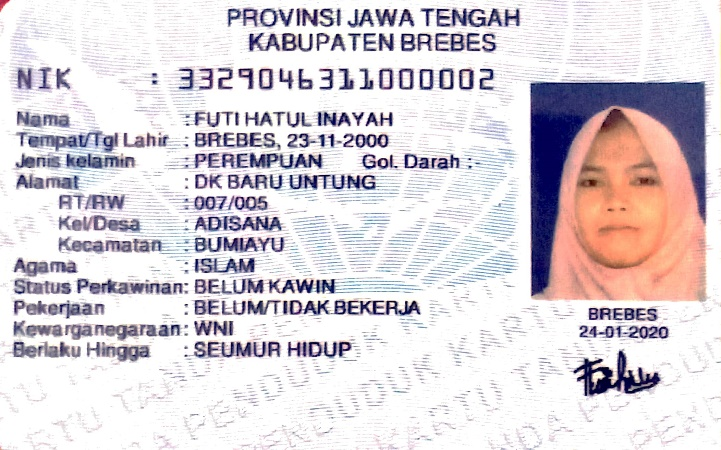 PROVINSI JAWA TENGAH
KABUPATEN BREBES
NIK : 3329046311000002
Nama : FUTI HATUL INAYAH
Tempat/Tgl Lahir : BREBES, 23-11-2000
Jenis kelamin : PEREMPUAN Gol. Darah :-
Alamat : DK BARU UNTUNG
RT/RW : 007/005
Kel/Desa : ADISANA
Kecamatan : BUMIAYU
Agama : ISLAM
Status Perkawinan: BELUM KAWIN
Pekerjaan : BELUM/TIDAK BEKERJA
Kewarganegaraan: WNI
Berlaku Hingga : SEUMUR HIDUP
BREBES
24-01-2020